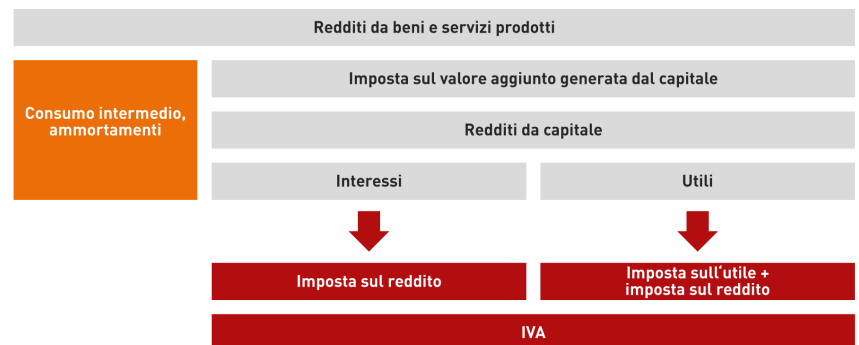 Redditi da beni e servizi prodotti
Consumo intermedio,
ammortamenti
Imposta sul valore aggiunto generata dal capitale
Redditi da capitale
Interessi
Utili
Imposta sul reddito
Imposta sull‘utile +
imposta sul reddito
IVA